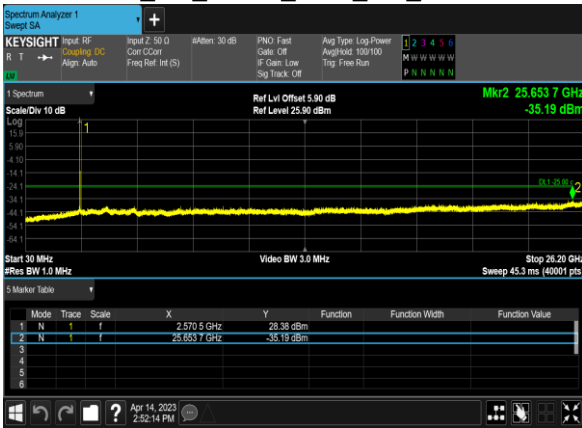 Spectrum Analyzer 1
Swept SA
+
KEYSIGHT Input: RF Input Z: 50 Ω #Atten: 30 dB PNO: Fast Avg Type: Log-Power 1 2 3 4 5 6
R T Coupling: DC Corr CCorr Gate: Off Avg|Hold: 100/100 M W W W W W
Align: Auto Freq Ref: Int (S) IF Gain: Low Trig: Free Run
LU Sig Track: Off P N N N N N
1 Spectrum Ref Lvl Offset 5.90 dB Mkr2 25.653 7 GHz
Scale/Div 10 dB Ref Level 25.90 dBm -35.19 dBm
Log 1
15.9
5.90
-4.10
-14.1
-24.1 2
-34.1
-44.1
-54.1
-64.1
Start 30 MHz Video BW 3.0 MHz Stop 26.20 GHz
#Res BW 1.0 MHz Sweep 45.3 ms (40001 pts
5 Marker Table
Mode Trace Scale X Y Function Function Width Function Value
1 N 1 f 2.570 5 GHz 28.38 dBm
2 N 1 f 25.653 7 GHz -35.19 dBm
3
4
5
6
? Apr 14, 2023
2:52:14 PM